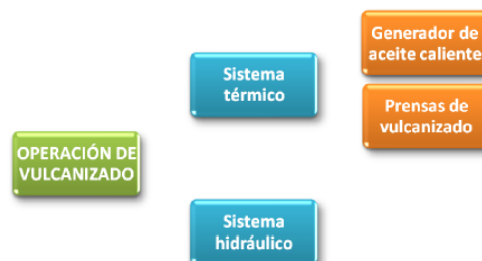 Generador de
aceite caliente
Sistema
térmico
Prensas de
vulcanizado
OPERACIÓN DE
VULCANIZADO
Sistema
hidráulico